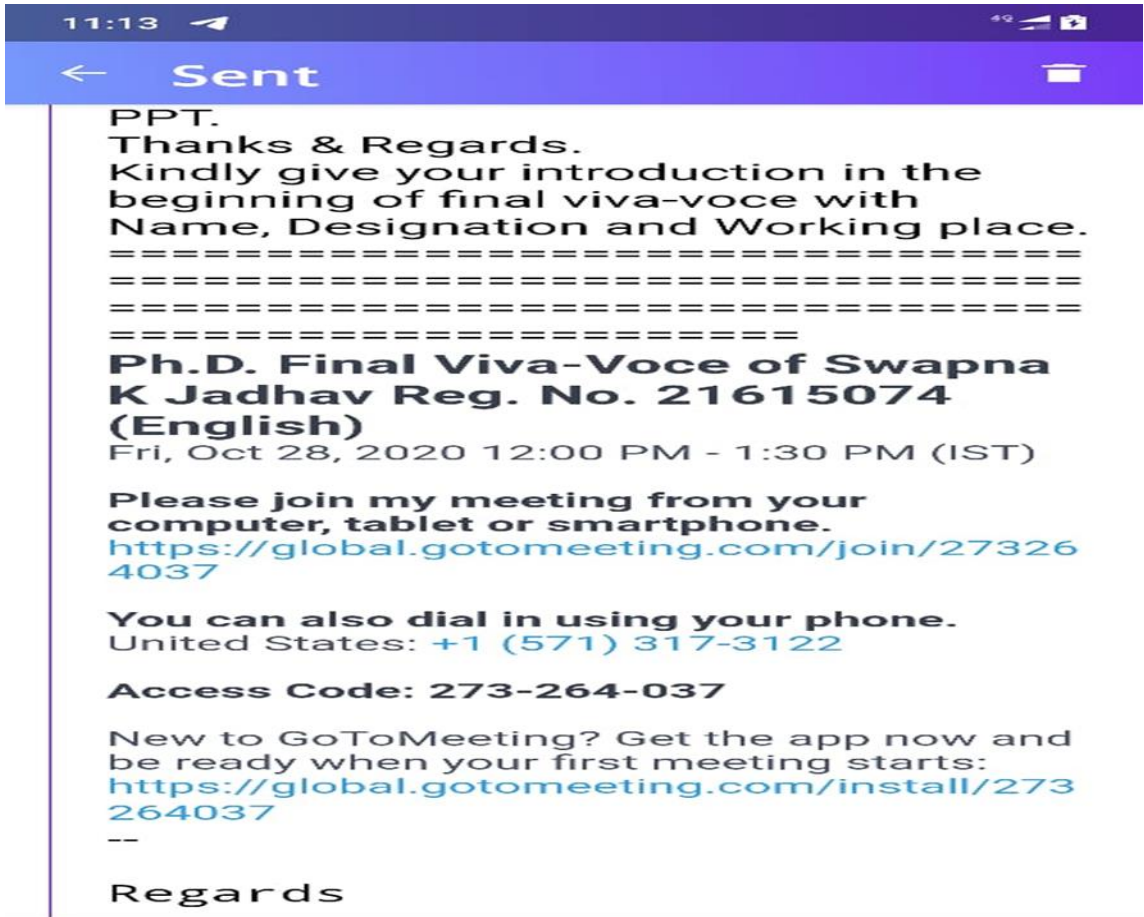 11:13
4G
Sent
PPT.
Thanks & Regards.
Kindly give your introduction in the
beginning of final viva-voce with
Name, Designation and Working place.
===============================
===============================
===============================
======================
Ph.D. Final Viva-Voce of Swapna
K Jadhav Reg. No. 21615074
(English)
Fri, Oct 28, 2020 12:00 PM - 1:30 PM (IST)
Please join my meeting from your
computer, tablet or smartphone.
https://global.gotomeeting.com/join/27326
4037
You can also dial in using your phone.
United States: +1 (571) 317-3122
Access Code: 273-264-037
New to GoToMeeting? Get the app now and
be ready when your first meeting starts:
https://global.gotomeeting.com/install/273
264037
--
Regards